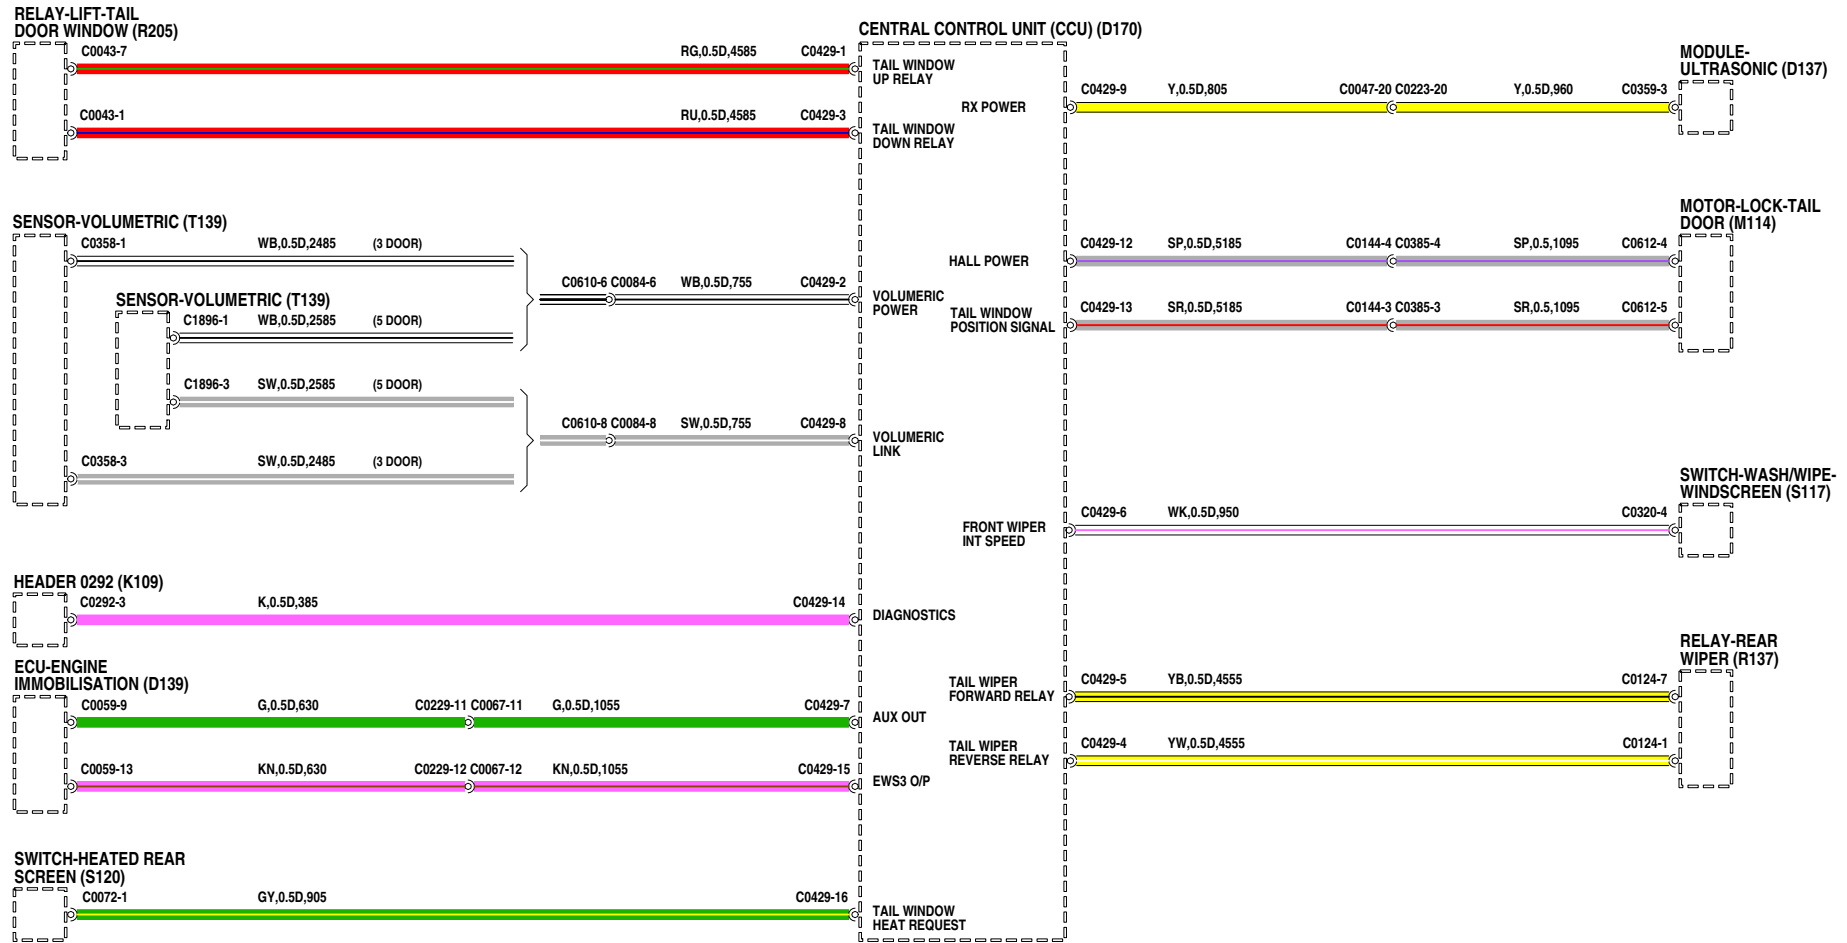 RELAY-LIFT-TAIL
DOOR WINDOW (R205)
C0043-7
RG,0.5D,4585
C0429-1
C0043-1
RU,0.5D,4585
C0429-3
SENSOR-VOLUMETRIC (T139)
C0358-1
WB,0.5D,2485
(3 DOOR)
SENSOR-VOLUMETRIC (T139)
C1896-1
WB,0.5D,2585
(5 DOOR)
C0610-6 C0084-6
WB,0.5D,755
C0429-2
C1896-3
SW,0.5D,2585
(5 DOOR)
C0610-8 C0084-8
SW,0.5D,755
C0429-8
C0358-3
SW,0.5D,2485
(3 DOOR)
HEADER 0292 (K109)
C0292-3
K,0.5D,385
C0429-14
ECU-ENGINE
IMMOBILISATION (D139)
C0059-9
G,0.5D,630
C0229-11 C0067-11
G,0.5D,1055
C0429-7
C0059-13
KN,0.5D,630
C0229-12 C0067-12
KN,0.5D,1055
C0429-15
SWITCH-HEATED REAR
SCREEN (S120)
C0072-1
GY,0.5D,905
C0429-16
CENTRAL CONTROL UNIT (CCU) (D170)
TAIL WINDOW
UP RELAY
TAIL WINDOW
DOWN RELAY
VOLUMERIC
POWER
VOLUMERIC
LINK
DIAGNOSTICS
AUX OUT
EWS3 O/P
TAIL WINDOW
HEAT REQUEST
RX POWER
HALL POWER
TAIL WINDOW
POSITION SIGNAL
FRONT WIPER
INT SPEED
TAIL WIPER
FORWARD RELAY
TAIL WIPER
REVERSE RELAY
MODULE-
ULTRASONIC (D137)
C0429-9
Y,0.5D,805
C0047-20 C0223-20
Y,0.5D,960
C0359-3
MOTOR-LOCK-TAIL
DOOR (M114)
C0429-12
SP,0.5D,5185
C0144-4 C0385-4
SP,0.5,1095
C0612-4
C0429-13
SR,0.5D,5185
C0144-3 C0385-3
SR,0.5,1095
C0612-5
SWITCH-WASH/WIPE-
WINDSCREEN (S117)
C0429-6
WK,0.5D,950
C0320-4
RELAY-REAR
WIPER (R137)
C0429-5
YB,0.5D,4555
C0124-7
C0429-4
YW,0.5D,4555
C0124-1